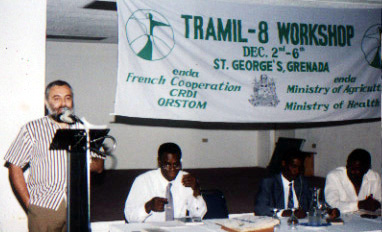 TRAMIL-8 WORKSHOP
DEC. 2nd-6th
ST. GEORGE'S, GRENADA
enda
French Cooperation
CRDI
ORSTOM
enda
Ministry of Agricult
Ministry of Health